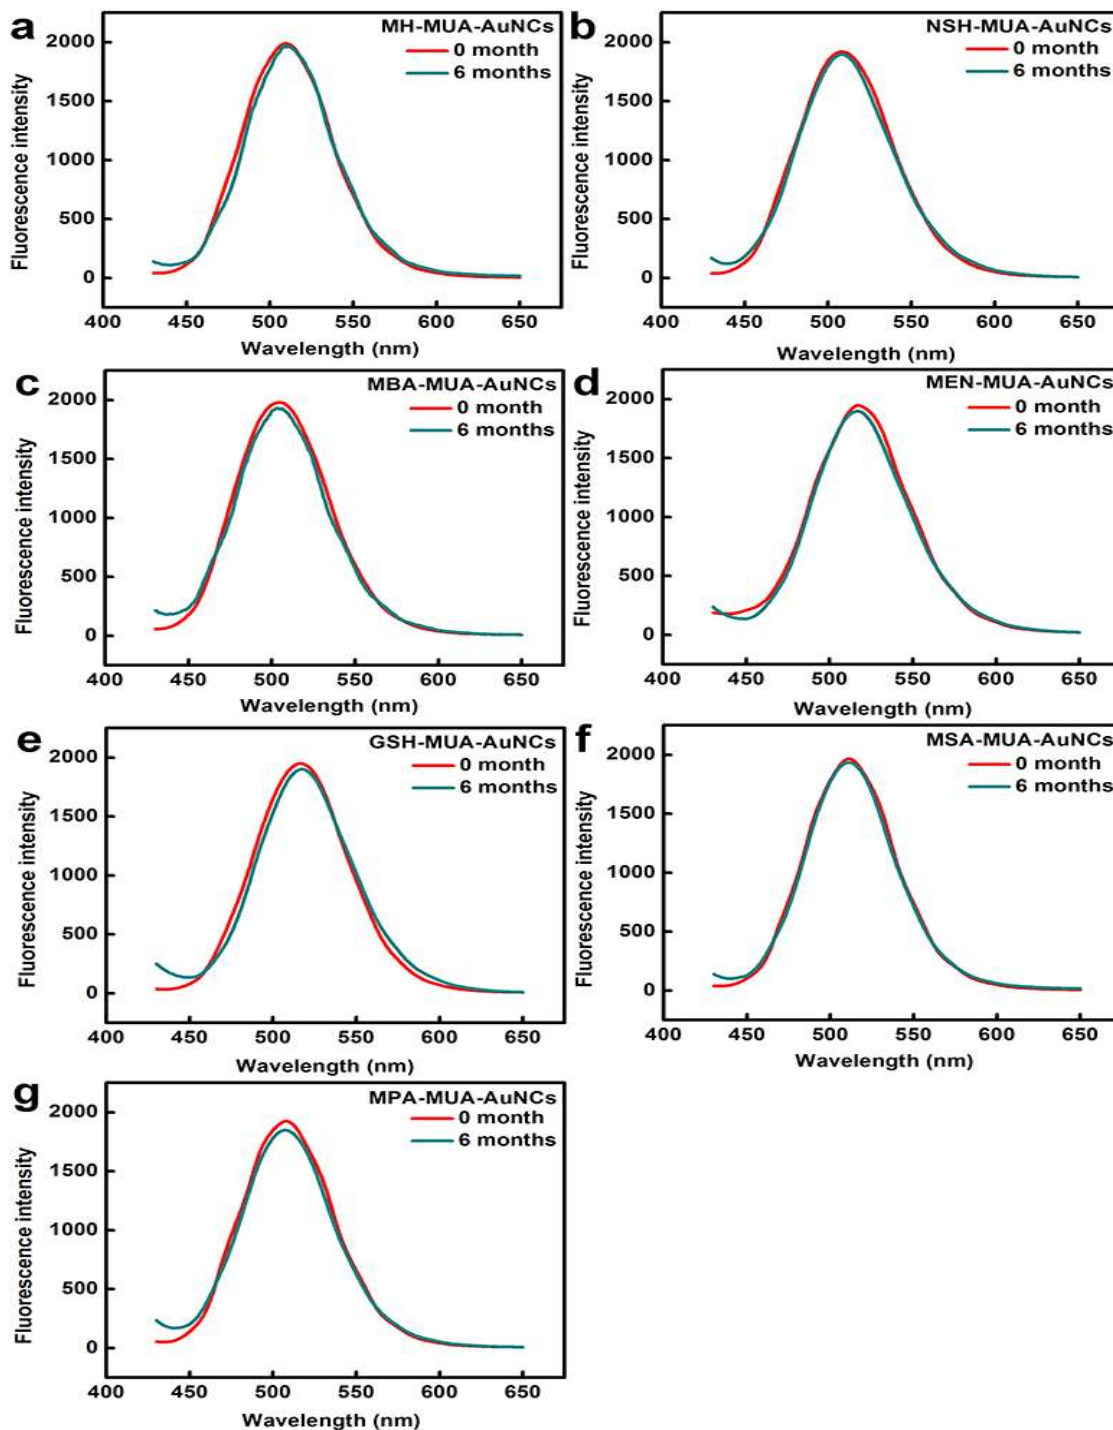 a
MH-MUA-AuNCs
0 month
6 months
2000
1500
1000
500
0
Fluorescence intensity
400 450 500 550 600 650
Wavelength (nm)
b
NSH-MUA-AuNCs
0 month
6 months
2000
1500
1000
500
0
Fluorescence intensity
400 450 500 550 600 650
Wavelength (nm)
c
MBA-MUA-AuNCs
0 month
6 months
2000
1500
1000
500
0
Fluorescence intensity
400 450 500 550 600 650
Wavelength (nm)
d
MEN-MUA-AuNCs
0 month
6 months
2000
1500
1000
500
0
Fluorescence intensity
400 450 500 550 600 650
Wavelength (nm)
e
GSH-MUA-AuNCs
0 month
6 months
2000
1500
1000
500
0
Fluorescence intensity
400 450 500 550 600 650
Wavelength (nm)
f
MSA-MUA-AuNCs
0 month
6 months
2000
1500
1000
500
0
Fluorescence intensity
400 450 500 550 600 650
Wavelength (nm)
g
MPA-MUA-AuNCs
0 month
6 months
2000
1500
1000
500
0
Fluorescence intensity
400 450 500 550 600 650
Wavelength (nm)